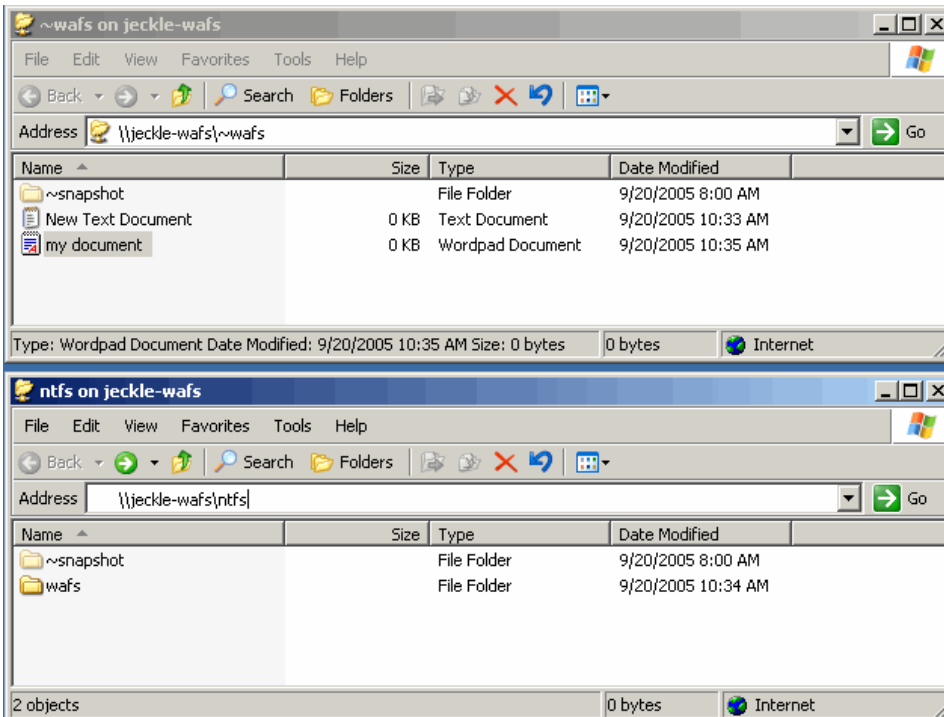 ~wafs on jeckle-wafs
File Edit View Favorites Tools Help
Back Search Folders
Address \\jeckle-wafs\~wafs Go
Name Size Type Date Modified
~snapshot File Folder 9/20/2005 8:00 AM
New Text Document 0 KB Text Document 9/20/2005 10:33 AM
my document 0 KB Wordpad Document 9/20/2005 10:35 AM
Type: Wordpad Document Date Modified: 9/20/2005 10:35 AM Size: 0 bytes 0 bytes Internet
ntfs on jeckle-wafs
File Edit View Favorites Tools Help
Back Search Folders
Address \\jeckle-wafs\ntfs Go
Name Size Type Date Modified
~snapshot File Folder 9/20/2005 8:00 AM
wafs File Folder 9/20/2005 10:34 AM
2 objects 0 bytes Internet